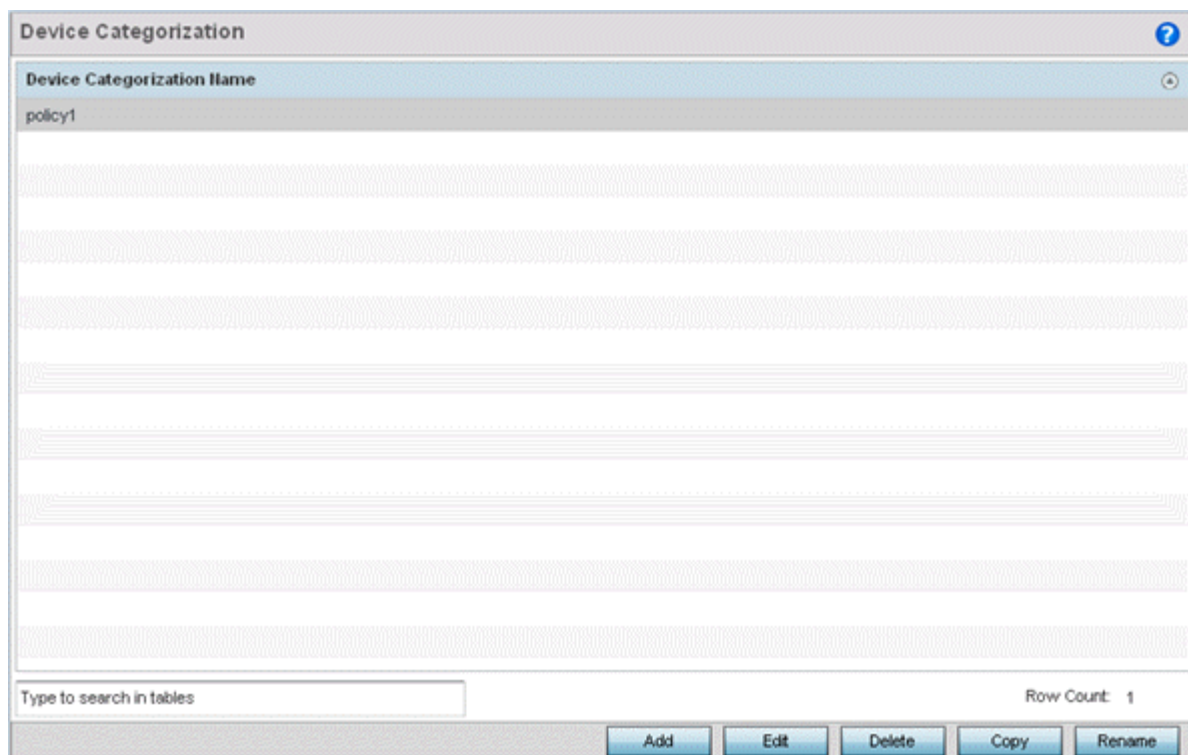 Device Categorization
?
Device Categorization Name
policy1
Type to search in tables
Row Count: 1
Add Edit Delete Copy Rename